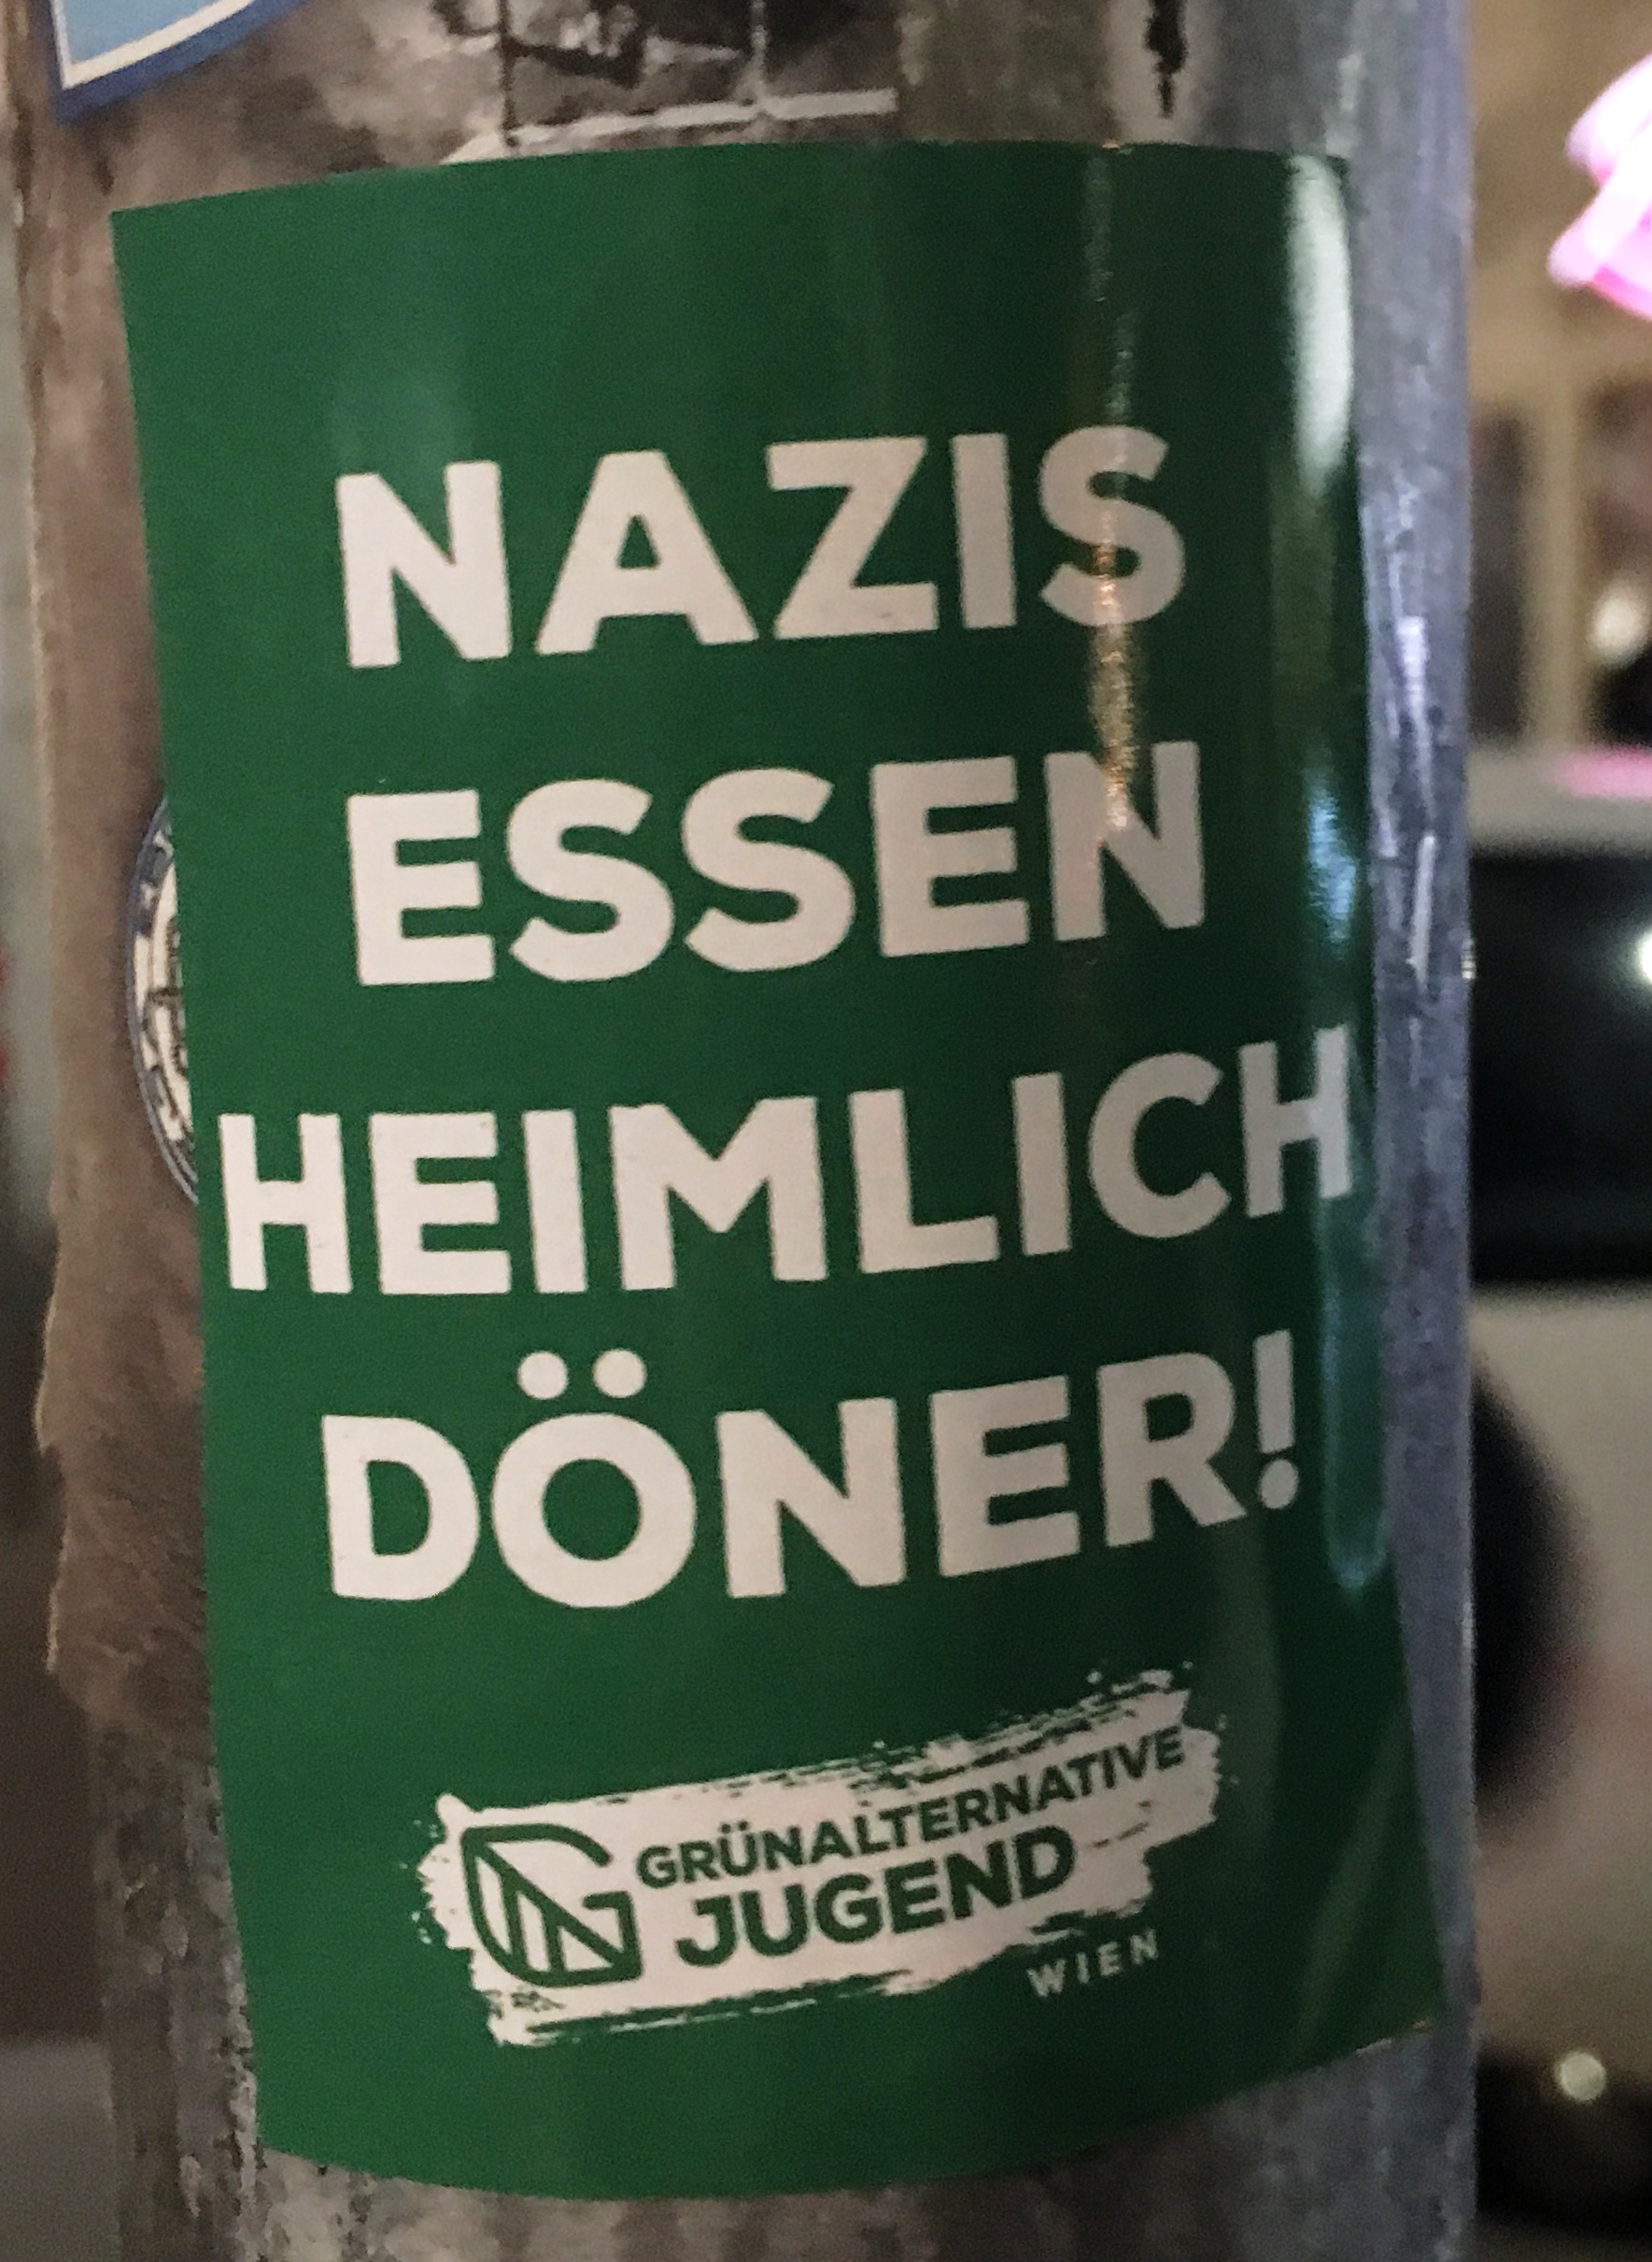 NAZIS
ESSEN
HEIMLICH
DÖNER!
GRÜNALTERNATIVE
JUGEND
WIEN